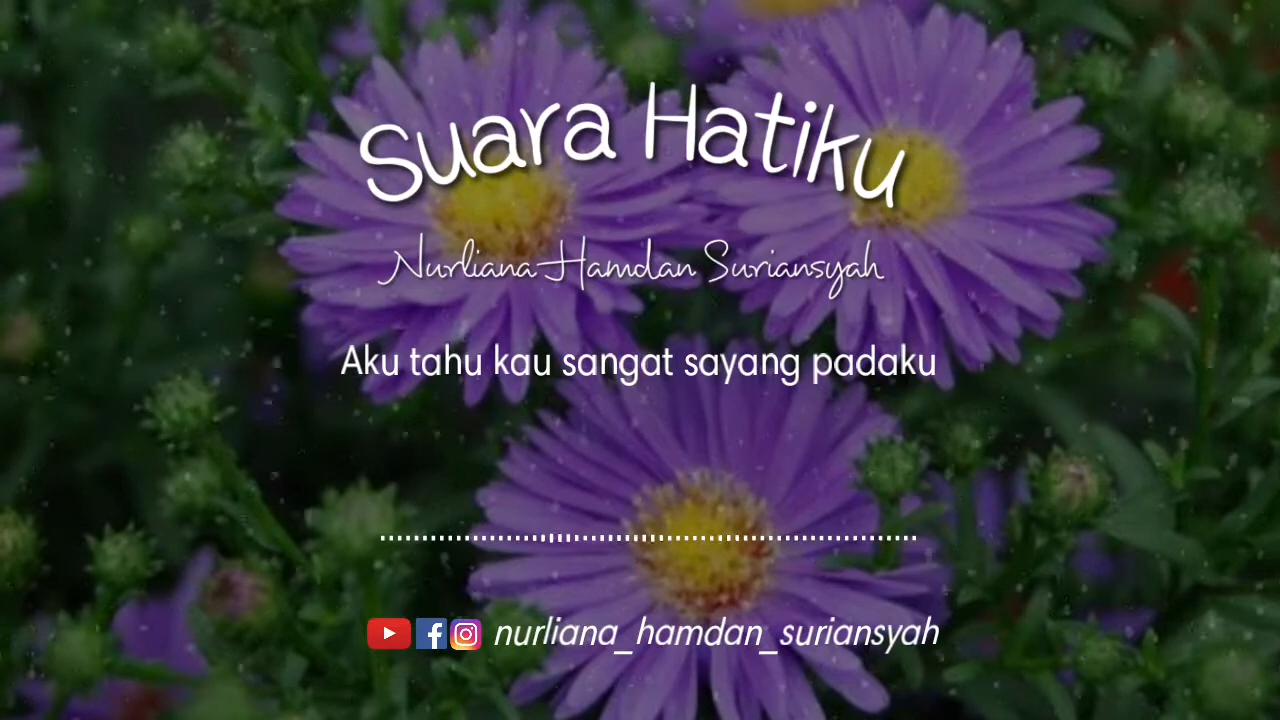 Suara Hatiku
Nurliana Hamdan Suriansyah
Aku tahu kau sangat sayang padaku
nurliana_hamdan_suriansyah